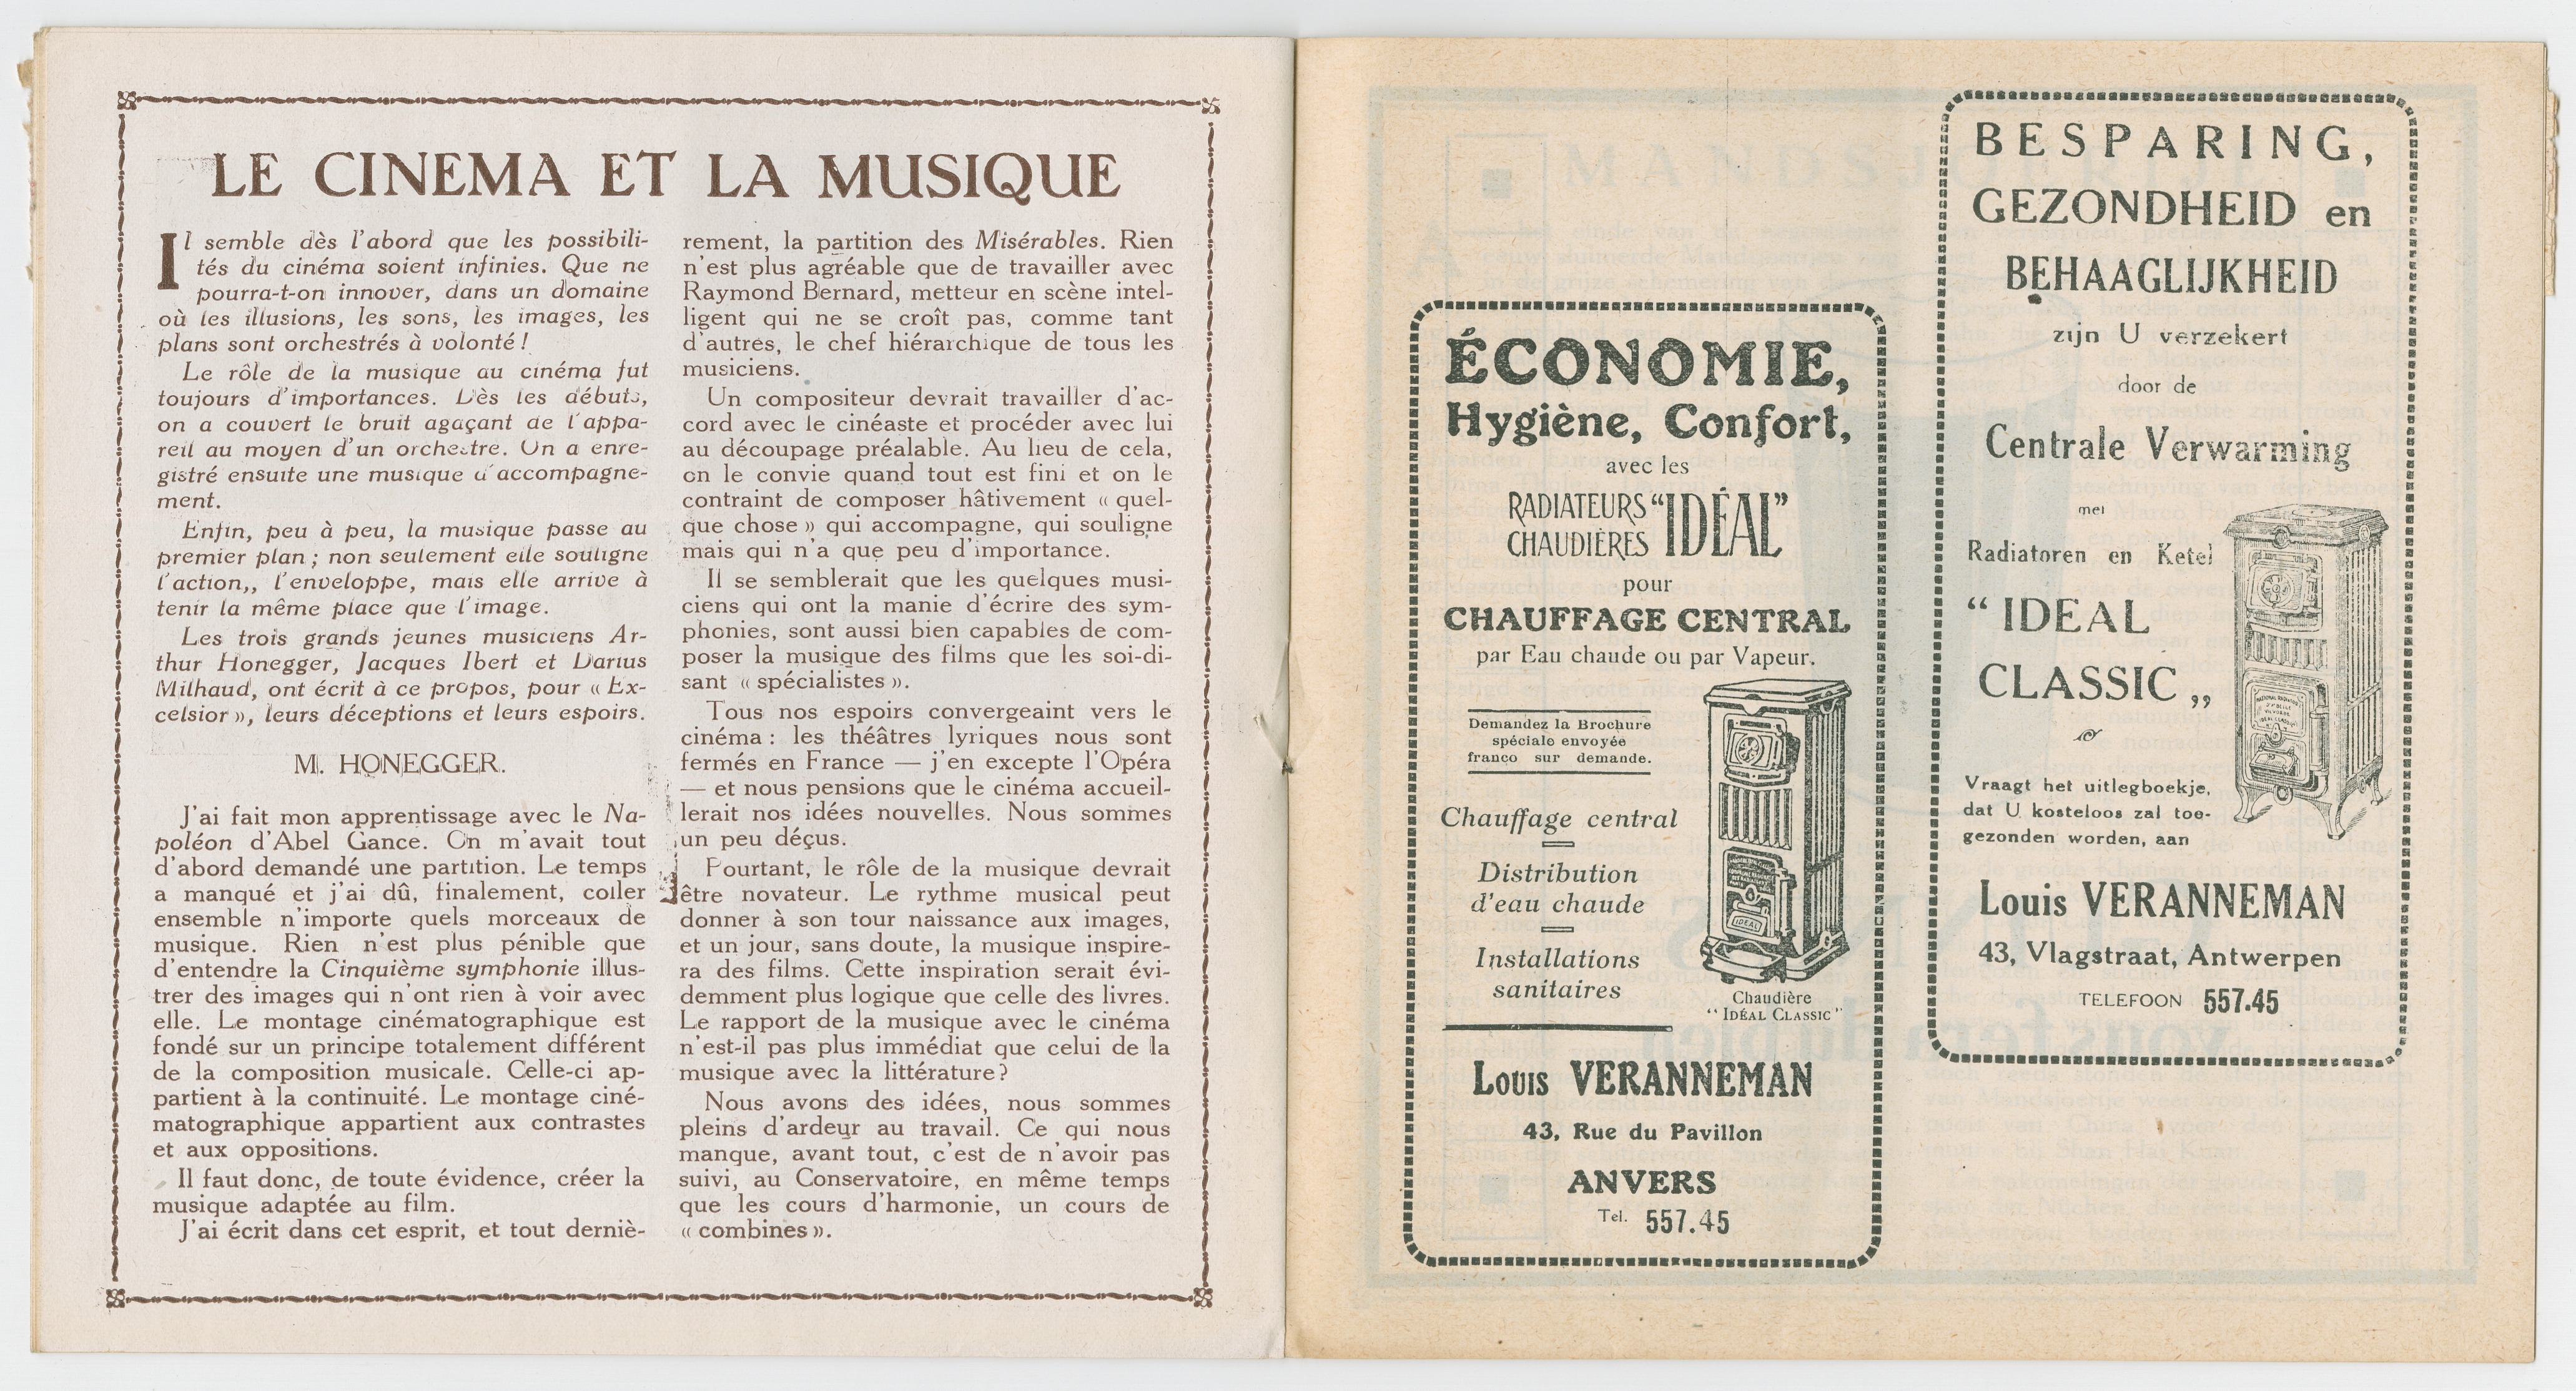 LE CINEMA ET LA MUSIQUE
Il semble dès l'abord que les possibili-
tés du cinéma soient infinies. Que ne
pourra-t-on innover, dans un domaine
où les illusions, les sons, les images, les
plans sont orchestrés à volonté !
Le rôle de la musique au cinéma fut
toujours d'importances. Dès les débuts,
on a couvert le bruit agaçant de l'appa-
reil au moyen d'un orchestre. On a enre-
gistré ensuite une musique d'accompagne-
ment.
Enfin, peu à peu, la musique passe au
premier plan ; non seulement elle souligne
l'action,, l'enveloppe, mais elle arrive à
tenir la même place que l'image.
Les trois grands jeunes musiciens Ar-
thur Honegger, Jacques Ibert et Darius
Milhaud, ont écrit à ce propos, pour « Ex-
celsior », leurs déceptions et leurs espoirs.
M. HONEGGER.
J'ai fait mon apprentissage avec le Na-
poléon d'Abel Gance. On m'avait tout
d'abord demandé une partition. Le temps
a manqué et j'ai dû, finalement, coller
ensemble n'importe quels morceaux de
musique. Rien n'est plus pénible que
d'entendre la Cinquième symphonie illus-
trer des images qui n'ont rien à voir avec
elle. Le montage cinématographique est
fondé sur un principe totalement différent
de la composition musicale. Celle-ci ap-
partient à la continuité. Le montage ciné-
matographique appartient aux contrastes
et aux oppositions.
Il faut donc, de toute évidence, créer la
musique adaptée au film.
J'ai écrit dans cet esprit, et tout derniè-
rement, la partition des Misérables. Rien
n'est plus agréable que de travailler avec
Raymond Bernard, metteur en scène intel-
ligent qui ne se croît pas, comme tant
d'autres, le chef hiérarchique de tous les
musiciens.
Un compositeur devrait travailler d'ac-
cord avec le cinéaste et procéder avec lui
au découpage préalable. Au lieu de cela,
on le convie quand tout est fini et on le
contraint de composer hâtivement « quel-
que chose » qui accompagne, qui souligne
mais qui n'a que peu d'importance.
Il se semblerait que les quelques musi-
ciens qui ont la manie d'écrire des sym-
phonies, sont aussi bien capables de com-
poser la musique des films que les soi-di-
sant « spécialistes ».
Tous nos espoirs convergeaint vers le
cinéma : les théâtres lyriques nous sont
fermés en France — j'en excepte l'Opéra
— et nous pensions que le cinéma accueil-
lerait nos idées nouvelles. Nous sommes
un peu déçus.
Pourtant, le rôle de la musique devrait
être novateur. Le rythme musical peut
donner à son tour naissance aux images,
et un jour, sans doute, la musique inspire-
ra des films. Cette inspiration serait évi-
demment plus logique que celle des livres.
Le rapport de la musique avec le cinéma
n'est-il pas plus immédiat que celui de la
musique avec la littérature ?
Nous avons des idées, nous sommes
pleins d'ardeur au travail. Ce qui nous
manque, avant tout, c'est de n'avoir pas
suivi, au Conservatoire, en même temps
que les cours d'harmonie, un cours de
« combines ».
ÉCONOMIE,
Hygiène, Confort,
avec les
RADIATEURS
CHAUDIÈRES
"IDÉAL"
pour
CHAUFFAGE CENTRAL
par Eau chaude ou par Vapeur.
Demandez la Brochure
spéciale envoyée
franco sur demande.
Chauffage central
Distribution
d'eau chaude
Installations
sanitaires
IDEAL
Chaudière
"IDÉAL CLASSIC"
Louis VERANNEMAN
43, Rue du Pavillon
ANVERS
Tel. 557.45
BESPARING,
GEZONDHEID en
BEHAAGLIJKHEID
zijn U verzekert
door de
Centrale Verwarming
met
Radiatoren en Ketel
"IDEAL
CLASSIC„
Vraagt het uitlegboekje,
dat U kosteloos zal toe-
gezonden worden, aan
Louis VERANNEMAN
43, Vlagstraat, Antwerpen
TELEFOON 557.45